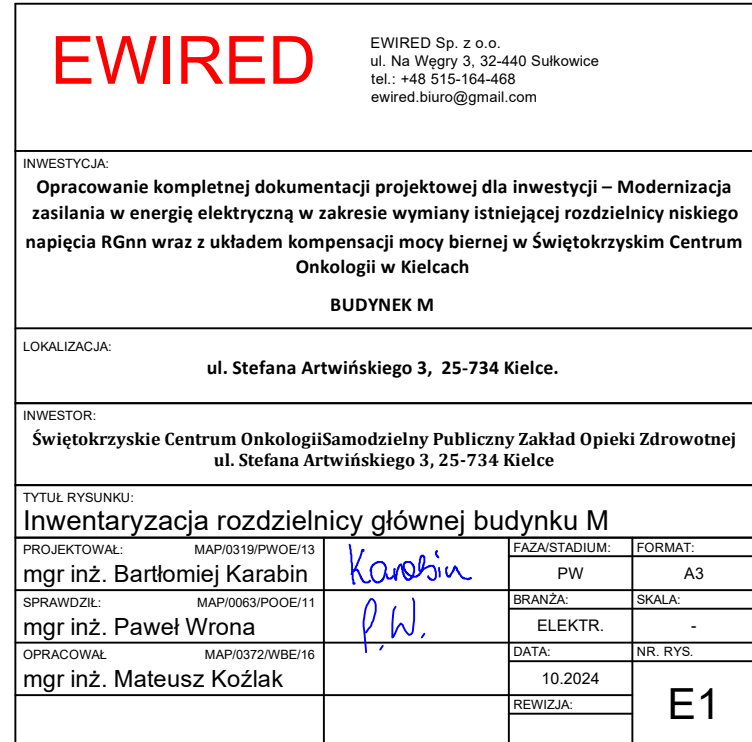 EWIRED
EWIRED Sp. z o.o.
ul. Na Węgry 3, 32-440 Sułkowice
tel.: +48 515-164-468
ewired.biuro@gmail.com
INWESTYCJA:
Opracowanie kompletnej dokumentacji projektowej dla inwestycji – Modernizacja
zasilania w energię elektryczną w zakresie wymiany istniejącej rozdzielnicy niskiego
napięcia RGnn wraz z układem kompensacji mocy biernej w Świętokrzyskim Centrum
Onkologii w Kielcach
BUDYNEK M
LOKALIZACJA:
ul. Stefana Artwińskiego 3, 25-734 Kielce.
INWESTOR:
Świętokrzyskie Centrum OnkologiiSamodzielny Publiczny Zakład Opieki Zdrowotnej
ul. Stefana Artwińskiego 3, 25-734 Kielce
TYTUŁ RYSUNKU:
Inwentaryzacja rozdzielnicy głównej budynku M
PROJEKTOWAŁ: MAP/0319/PWOE/13
mgr inż. Bartłomiej Karabin
Karabin
FAZA/STADIUM:
PW
FORMAT:
A3
SPRAWDZIŁ: MAP/0063/POOE/11
mgr inż. Paweł Wrona
P.W.
BRANŻA:
ELEKTR.
SKALA:
-
OPRACOWAŁ MAP/0372/WBE/16
mgr inż. Mateusz Koźlak
DATA:
10.2024
NR. RYS.
E1
REWIZJA: